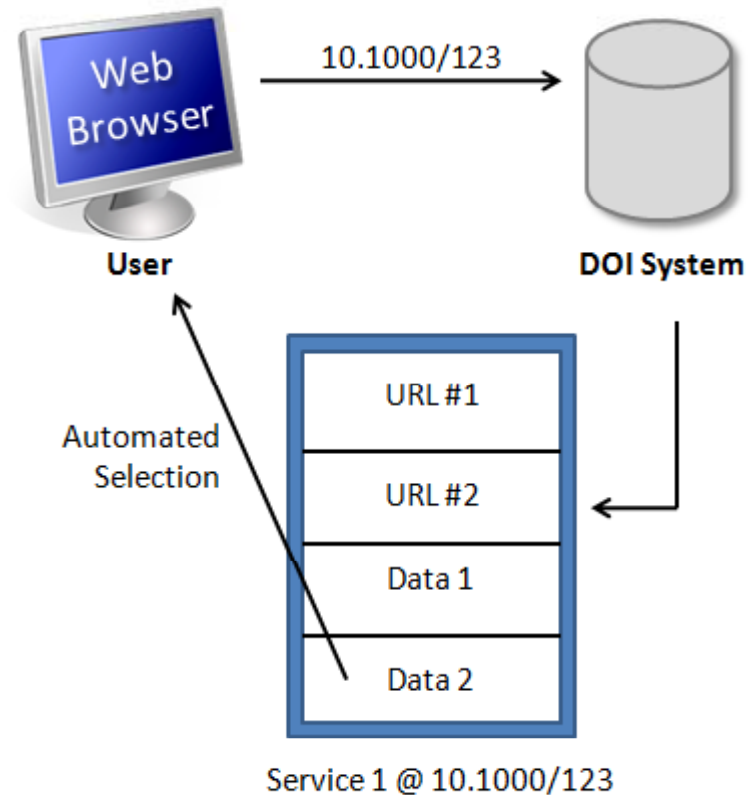 Web
Browser
10.1000/123
User
DOI System
URL #1
URL #2
Data 1
Data 2
Automated
Selection
Service 1 @ 10.1000/123